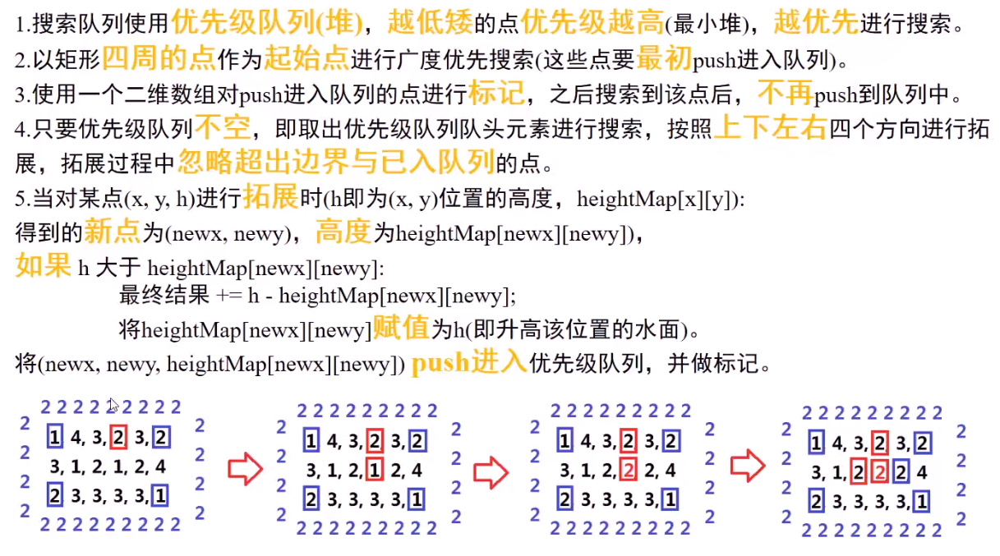 1.搜索队列使用优先级队列(堆)，越低矮的点优先级越高(最小堆)，越优先进行搜索。
2.以矩形四周的点作为起始点进行广度优先搜索(这些点要最初push进入队列)。
3.使用一个二维数组对push进入队列的点进行标记，之后搜索到该点后，不再push到队列中。
4.只要优先级队列不空，即取出优先级队列队头元素进行搜索，按照上下左右四个方向进行拓
展，拓展过程中忽略超出边界与已入队列的点。
5.当对某点(x, y, h)进行拓展时(h即为(x, y)位置的高度，heightMap[x][y]):
得到的新点为(newx, newy)，高度为heightMap[newx][newy])，
如果 h 大于 heightMap[newx][newy]:
最终结果 += h - heightMap[newx][newy];
将heightMap[newx][newy]赋值为h(即升高该位置的水面)。
将(newx, newy, heightMap[newx][newy]) push进入优先级队列，并做标记。
2 2 2 2 2 2 2 2 2
2 2
1 4, 3, 2 3, 2
2 2
3, 1, 2, 1, 2, 4
2 2
2 3, 3, 3, 3, 1
2 2
2 2 2 2 2 2 2 2 2
2 2 2 2 2 2 2 2 2
2 2
1 4, 3, 2 3, 2
2 2
3, 1, 2, 1 2, 4
2 2
2 3, 3, 3, 3, 1
2 2
2 2 2 2 2 2 2 2 2
2 2 2 2 2 2 2 2 2
2 2
1 4, 3, 2 3, 2
2 2
3, 1, 2, 2 2, 4
2 2
2 3, 3, 3, 3, 1
2 2
2 2 2 2 2 2 2 2 2
2 2 2 2 2 2 2 2 2
2 2
1 4, 3, 2 3, 2
2 2
3, 1, 2 2 2 4
2 2
2 3, 3, 3, 3, 1
2 2
2 2 2 2 2 2 2 2 2